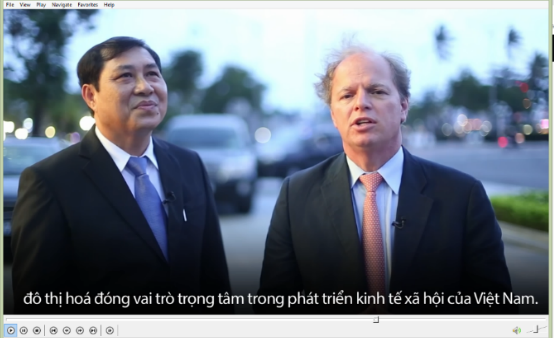 File View Play Navigate Favorites Help
đô thị hoá đóng vai trò trọng tâm trong phát triển kinh tế xã hội của Việt Nam.